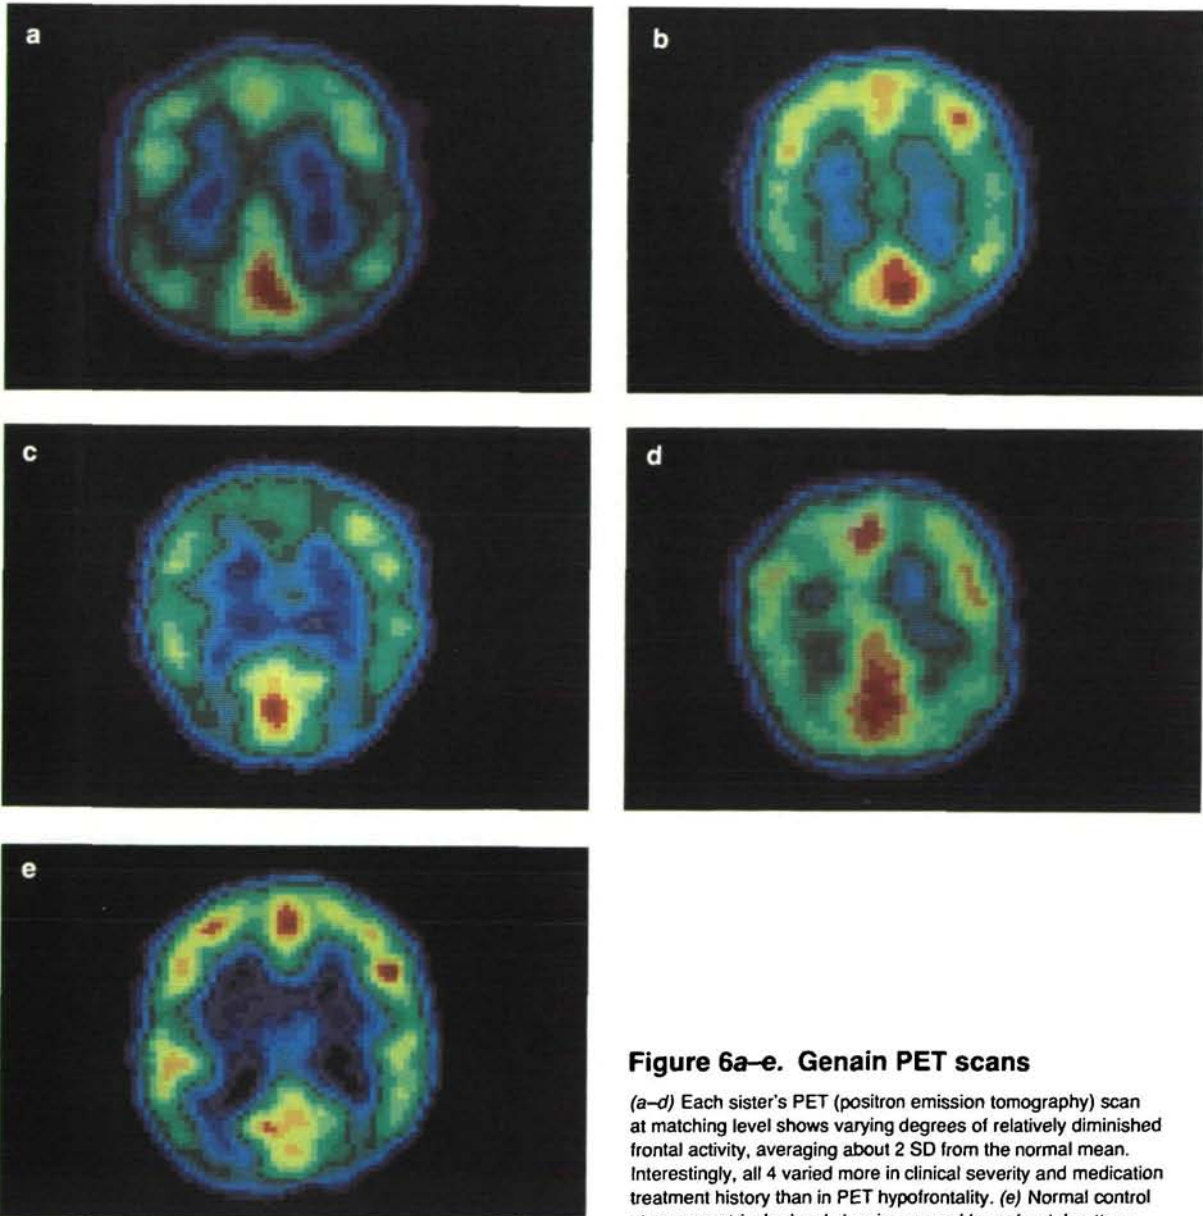 a
b
c
d
e
Figure 6a–e. Genain PET scans
(a–d) Each sister's PET (positron emission tomography) scan
at matching level shows varying degrees of relatively diminished
frontal activity, averaging about 2 SD from the normal mean.
Interestingly, all 4 varied more in clinical severity and medication
treatment history than in PET hypofrontality. (e) Normal control